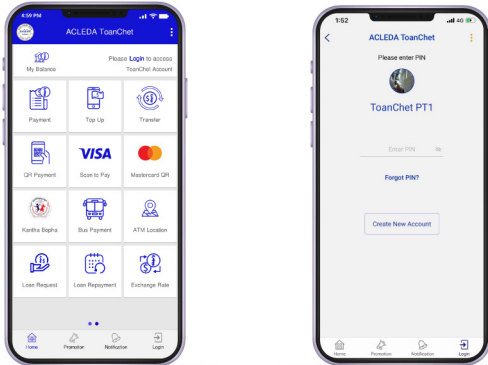 4:59 PM
ACLEDA ToanChet
My Balance
Please Login to access
ToanChet Account
Payment
Top Up
Transfer
QR Payment
VISA
Scan to Pay
Mastercard QR
Kantha Bopha
Bus Payment
ATM Location
Loan Request
Loan Repayment
Exchange Rate
Home
Promotion
Notification
Login
1:52
4G
ACLEDA ToanChet
Please enter PIN
ToanChet PT1
Enter PIN
Forgot PIN?
Create New Account
Home
Promotion
Notification
Login